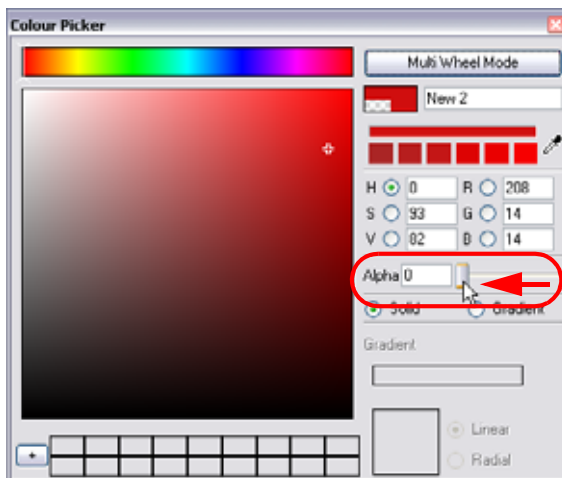 Colour Picker
Multi Wheel Mode
New 2
H 0 R 208
S 93 G 14
V 82 B 14
Alpha 0
Solid Gradient
Gradient
+
Linear
Radial